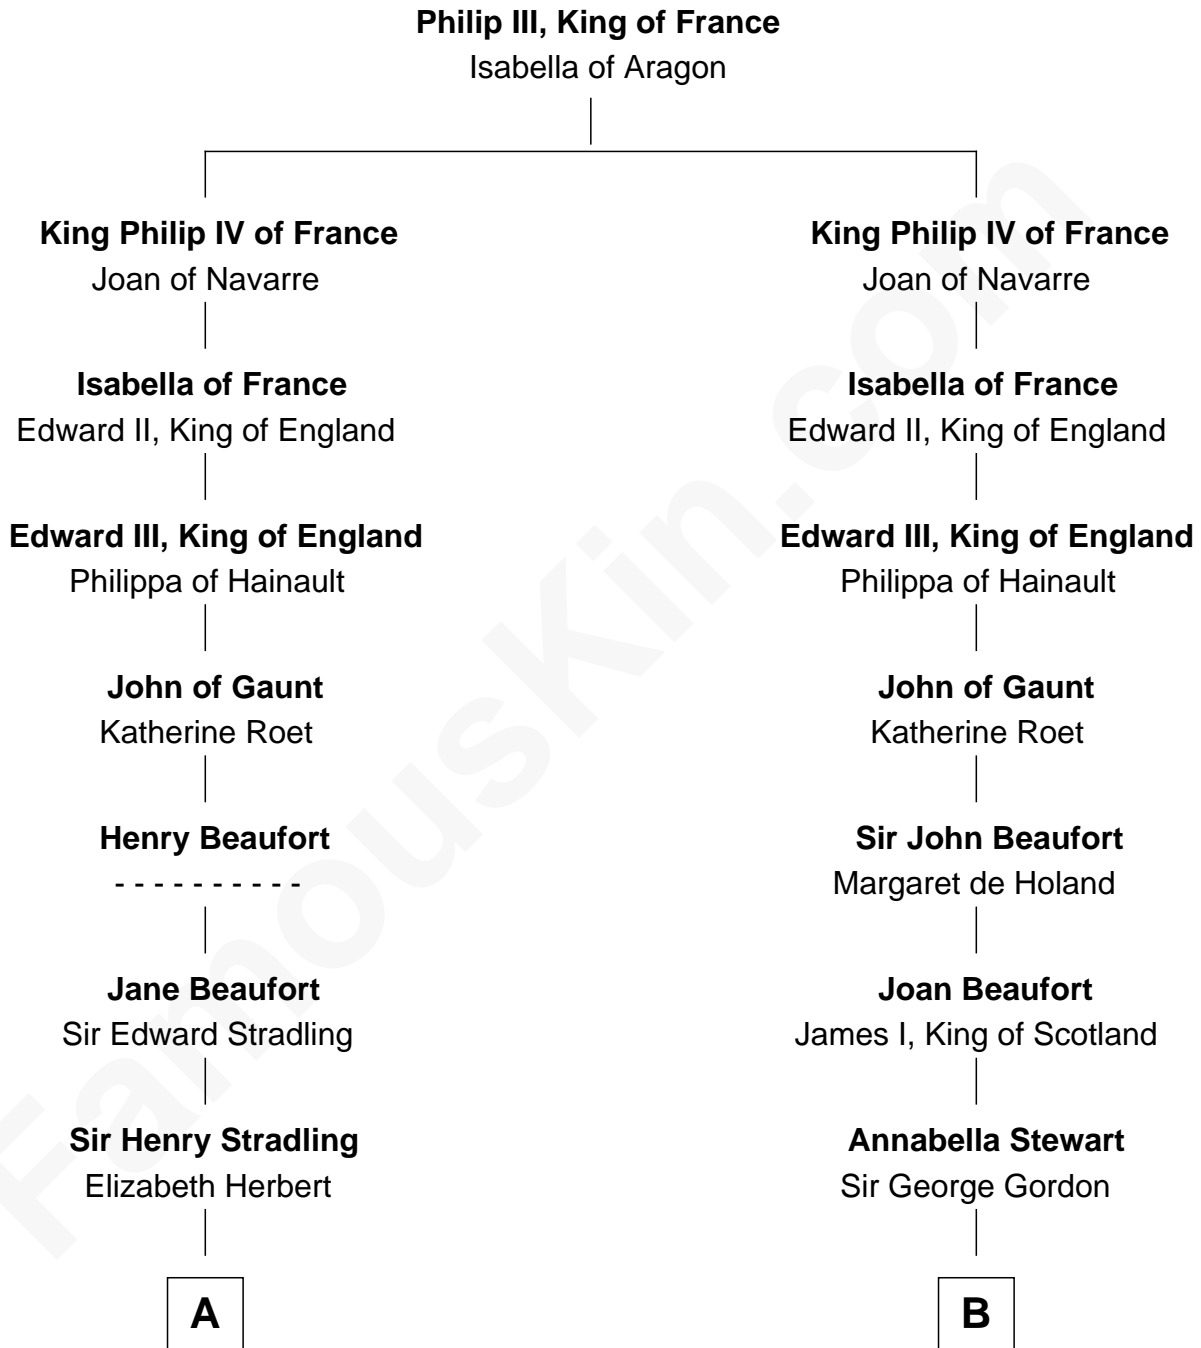 Philip III, King of France
Isabella of Aragon
King Philip IV of France
Joan of Navarre
King Philip IV of France
Joan of Navarre
Isabella of France
Edward II, King of England
Isabella of France
Edward II, King of England
Edward III, King of England
Philippa of Hainault
Edward III, King of England
Philippa of Hainault
John of Gaunt
Katherine Roet
John of Gaunt
Katherine Roet
Henry Beaufort
- - - - - - - - - -
Sir John Beaufort
Margaret de Holand
Jane Beaufort
Sir Edward Stradling
Joan Beaufort
James I, King of Scotland
Sir Henry Stradling
Elizabeth Herbert
Annabella Stewart
Sir George Gordon
A
B
FamousKin.com